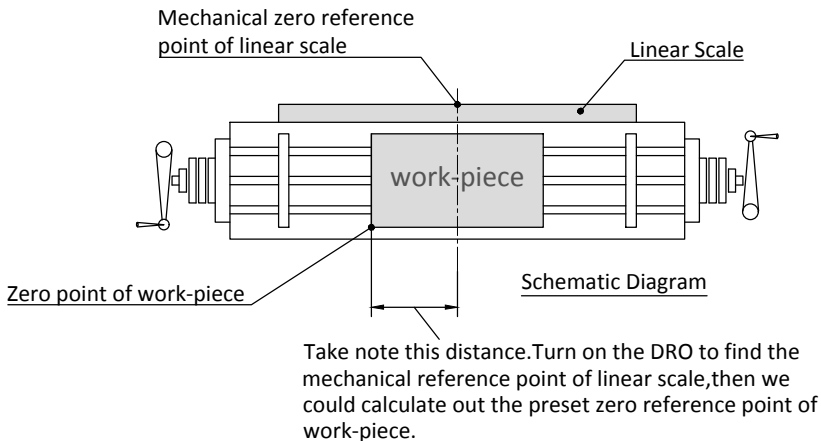 Mechanical zero reference
point of linear scale
Linear Scale
work-piece
Zero point of work-piece
Schematic Diagram
Take note this distance.Turn on the DRO to find the
mechanical reference point of linear scale,then we
could calculate out the preset zero reference point of
work-piece.